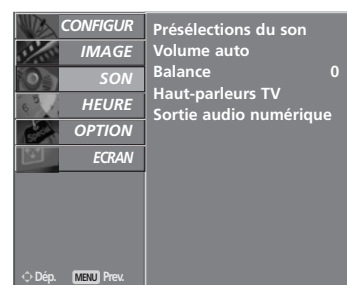 CONFIGUR
IMAGE
SON
HEURE
OPTION
ECRAN
Présélections du son
Volume auto
Balance 0
Haut-parleurs TV
Sortie audio numérique
Dép. MENU Prev.